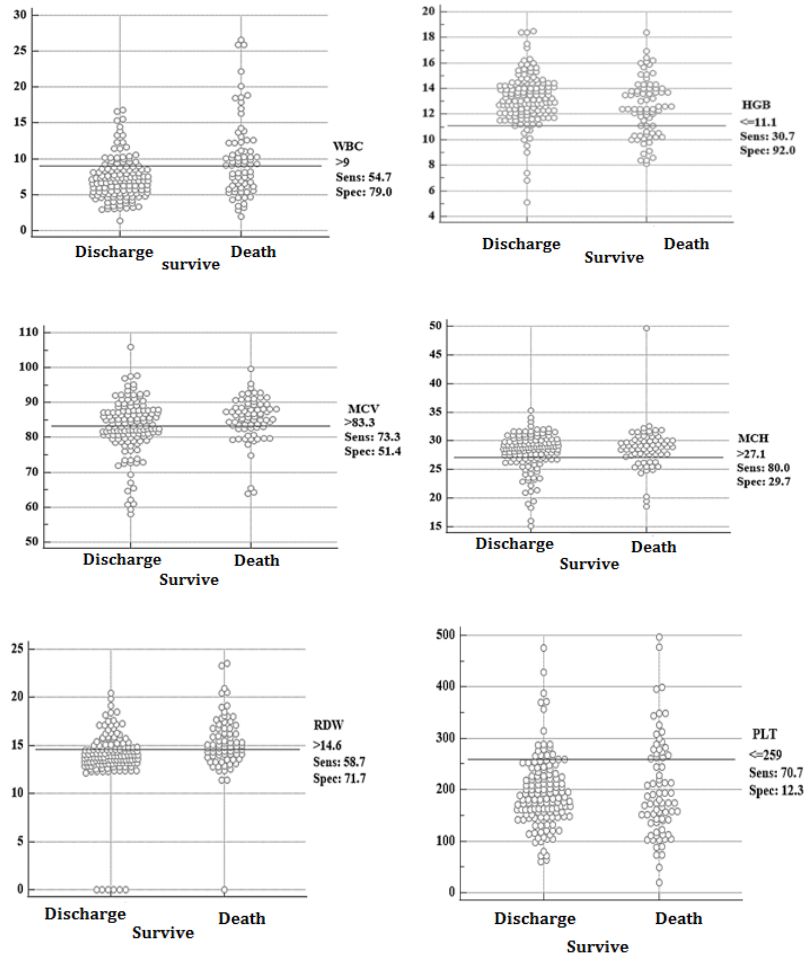 30
25
20
15
10
5
0
WBC
>9
Sens: 54.7
Spec: 79.0
Discharge Death
survive
20
18
16
14
12
10
8
6
4
HGB
<=11.1
Sens: 30.7
Spec: 92.0
Discharge Death
Survive
110
100
90
80
70
60
50
MCV
>83.3
Sens: 73.3
Spec: 51.4
Discharge Death
Survive
50
45
40
35
30
25
20
15
MCH
>27.1
Sens: 80.0
Spec: 29.7
Discharge Death
Survive
25
20
15
10
5
0
RDW
>14.6
Sens: 58.7
Spec: 71.7
Discharge Death
Survive
500
400
300
200
100
0
PLT
<=259
Sens: 70.7
Spec: 12.3
Discharge Death
Survive